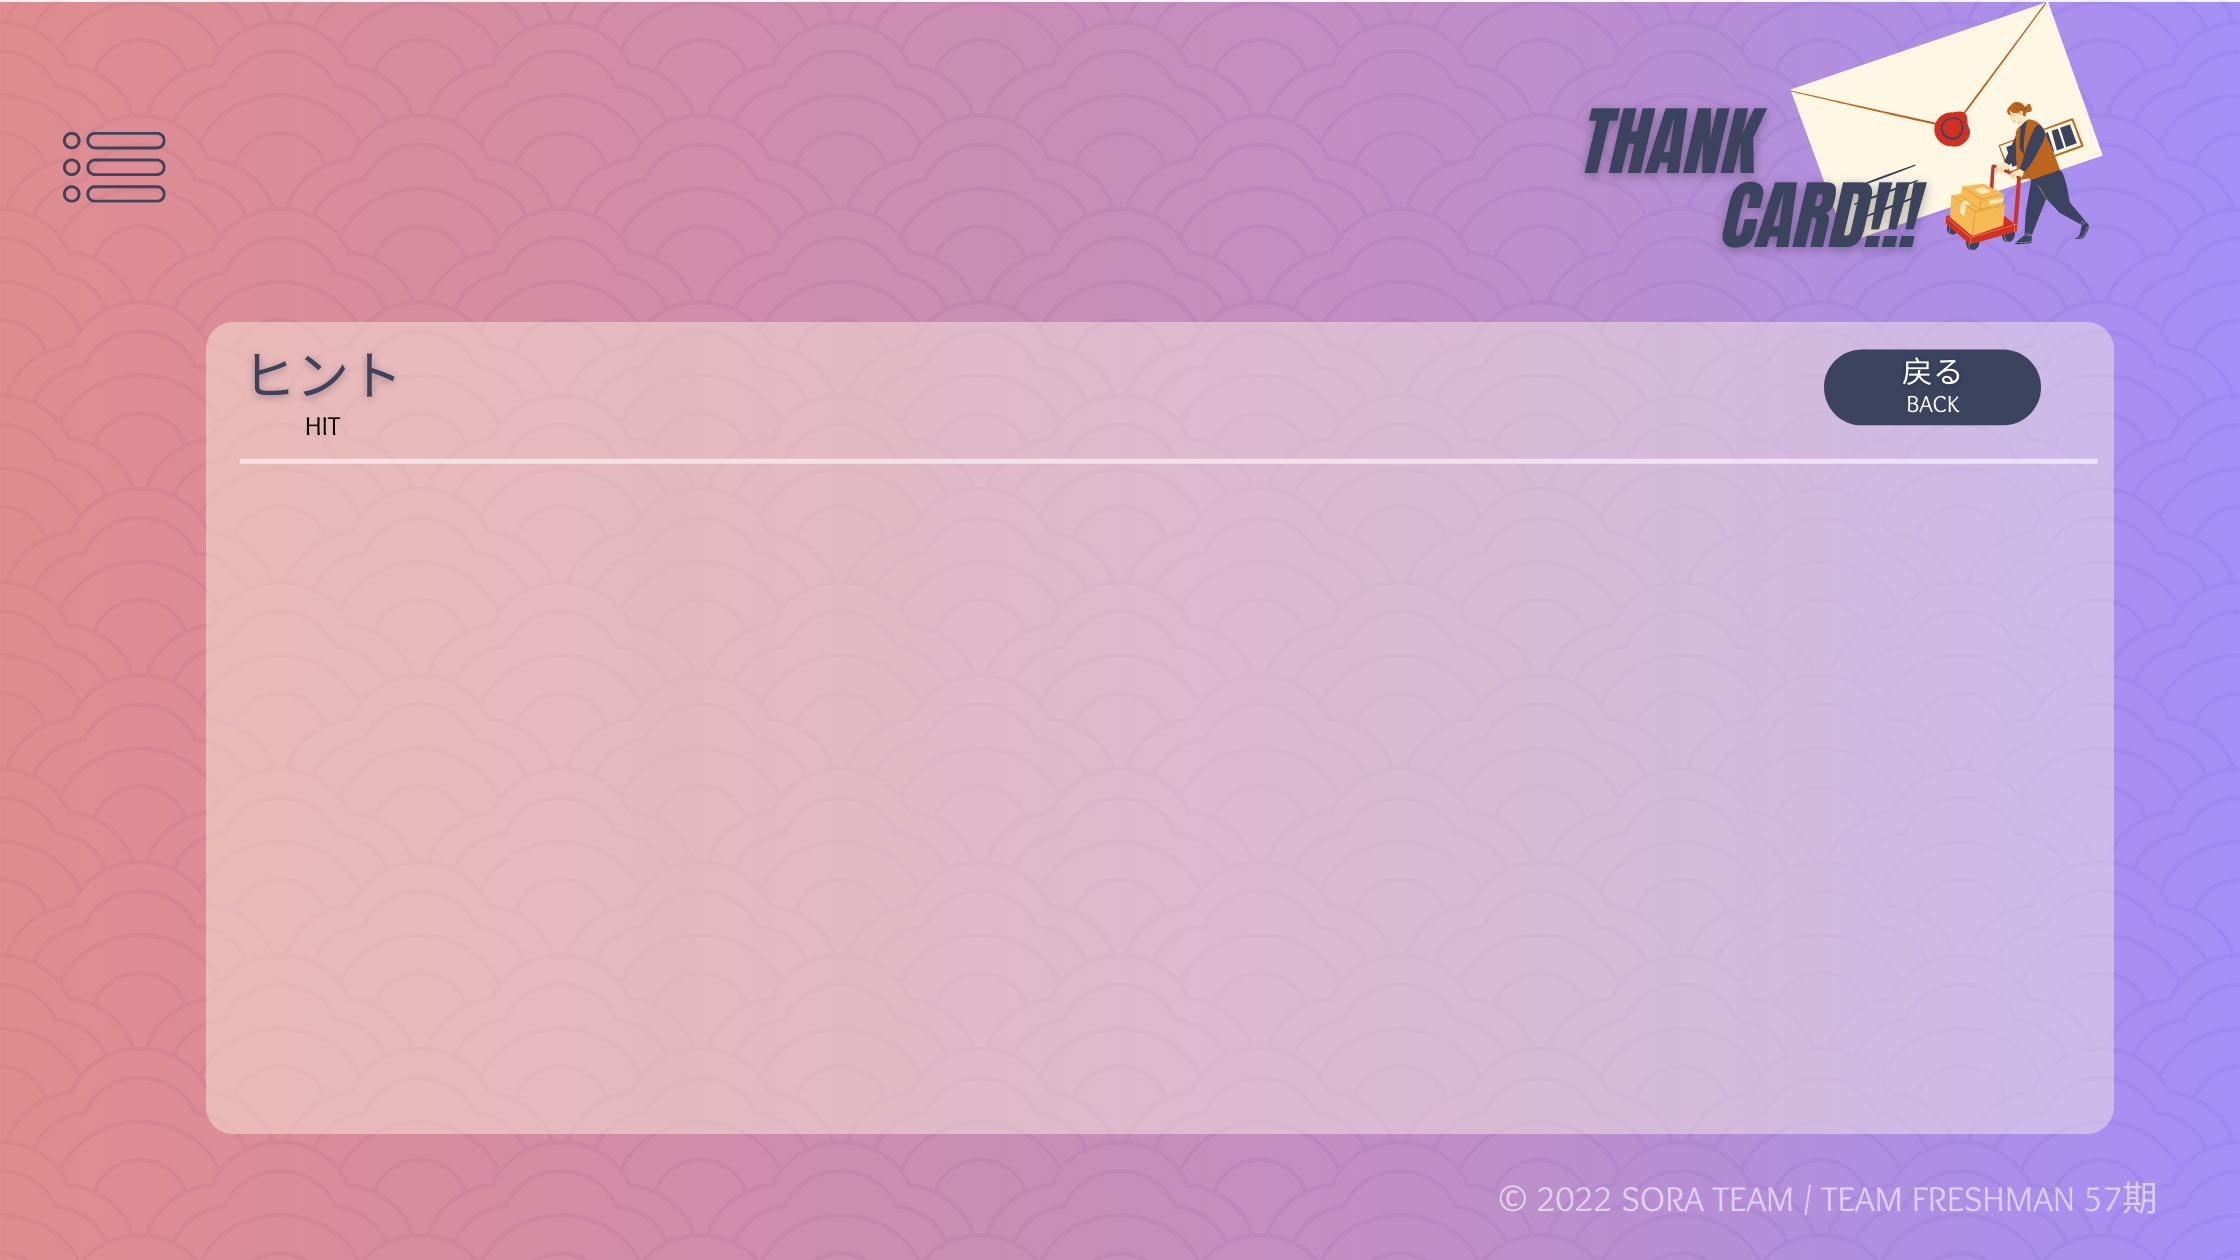 THANK
CARD!!!
ヒント
HIT
戻る
BACK
© 2022 SORA TEAM / TEAM FRESHMAN 57期